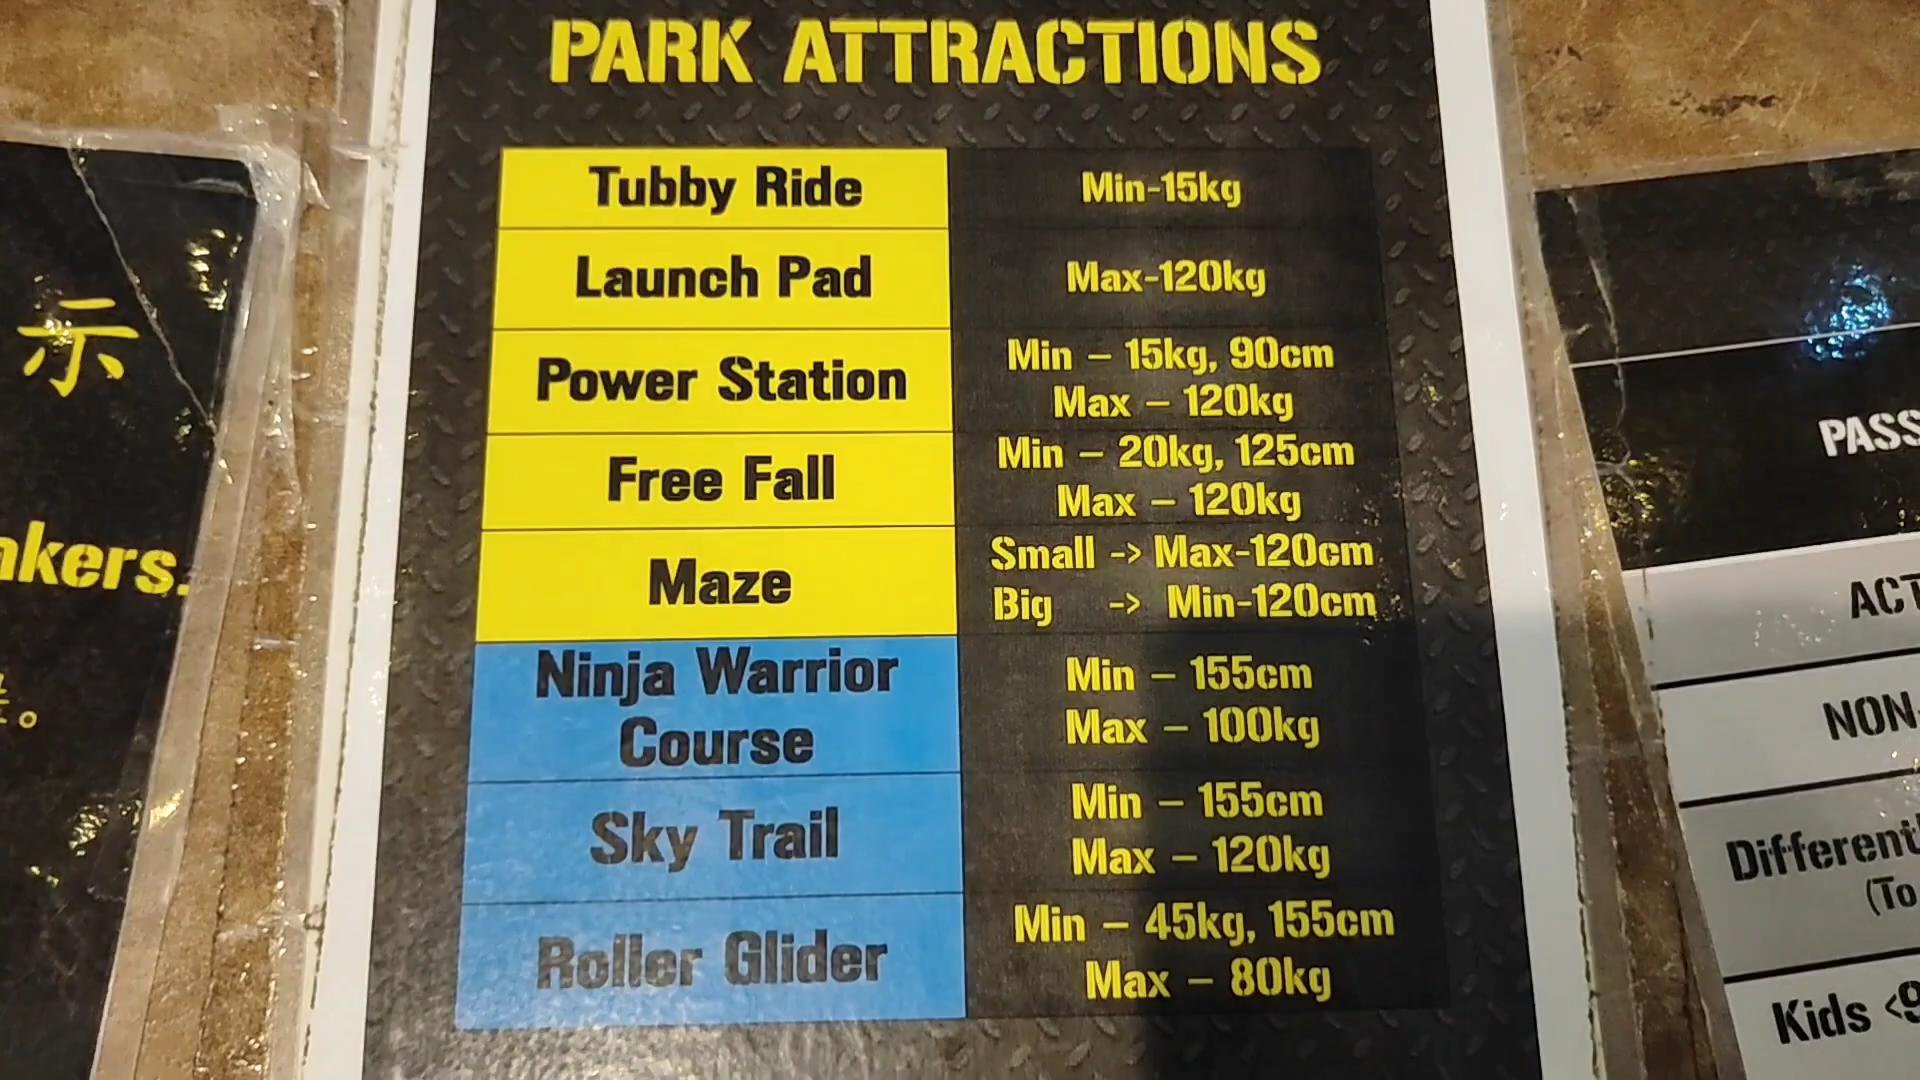 PARK ATTRACTIONS
Tubby Ride Min-15kg
Launch Pad Max-120kg
Power Station Min – 15kg, 90cm
Max – 120kg
Free Fall Min – 20kg, 125cm
Max – 120kg
Maze Small -> Max-120cm
Big -> Min-120cm
Ninja Warrior Course Min – 155cm
Max – 100kg
Sky Trail Min – 155cm
Max – 120kg
Roller Glider Min – 45kg, 155cm
Max – 80kg
示
akers.
。
PASS
ACT
NON-
Different
(To
Kids <9